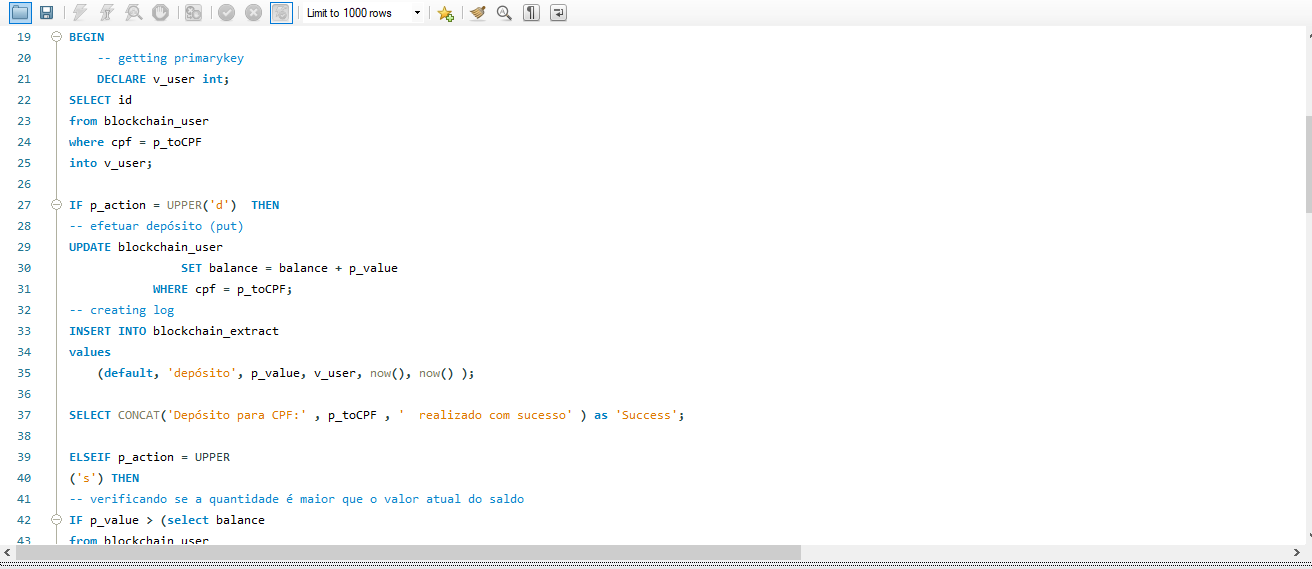 Limit to 1000 rows
19 BEGIN
20 -- getting primarykey
21 DECLARE v_user int;
22 SELECT id
23 from blockchain_user
24 where cpf = p_toCPF
25 into v_user;
26
27 IF p_action = UPPER('d')  THEN
28 -- efetuar depósito (put)
29 UPDATE blockchain_user
30 SET balance = balance + p_value
31 WHERE cpf = p_toCPF;
32 -- creating log
33 INSERT INTO blockchain_extract
34 values
35 (default, 'depósito', p_value, v_user, now(), now() );
36
37 SELECT CONCAT('Depósito para CPF:' , p_toCPF , '  realizado com sucesso' ) as 'Success';
38
39 ELSEIF p_action = UPPER
40 ('s') THEN
41 -- verificando se a quantidade é maior que o valor atual do saldo
42 IF p_value > (select balance
43 from blockchain_user